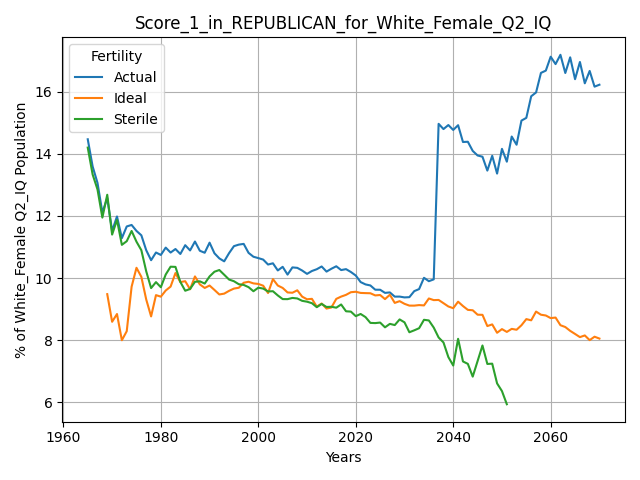 Score_1_in_REPUBLICAN_for_White_Female_Q2_IQ
Fertility
Actual
Ideal
Sterile
% of White_Female Q2_IQ Population
16
14
12
10
8
6
1960
1980
2000
2020
2040
2060
Years